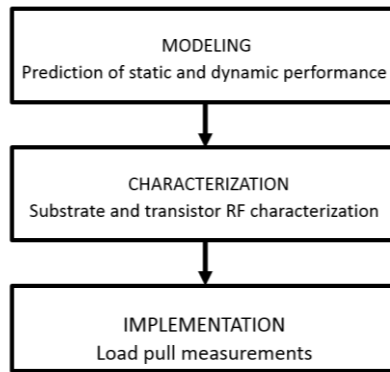 MODELING
Prediction of static and dynamic performance
CHARACTERIZATION
Substrate and transistor RF characterization
IMPLEMENTATION
Load pull measurements